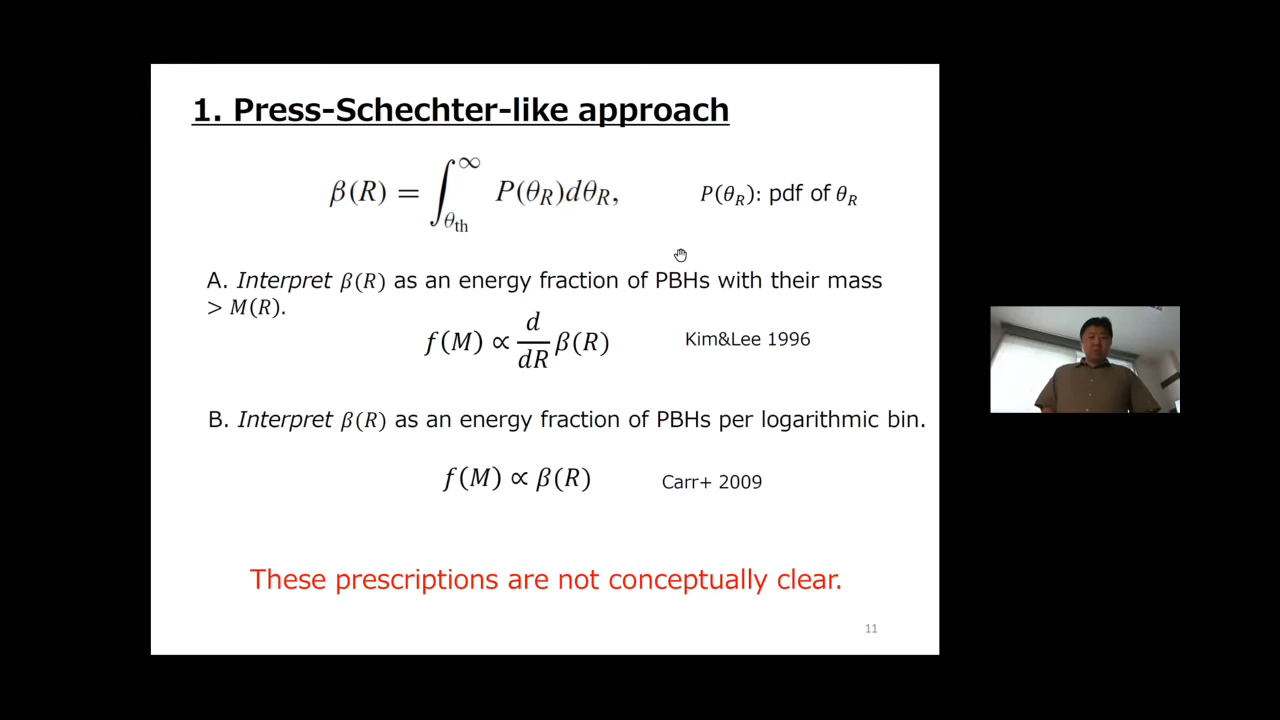 1. Press-Schechter-like approach
β(R) = ∫_{θ_th}^{∞} P(θ_R)dθ_R,
P(θ_R): pdf of θ_R
A. Interpret β(R) as an energy fraction of PBHs with their mass
> M(R).
f(M) ∝ d/dR β(R)
Kim&Lee 1996
B. Interpret β(R) as an energy fraction of PBHs per logarithmic bin.
f(M) ∝ β(R)
Carr+ 2009
These prescriptions are not conceptually clear.
11